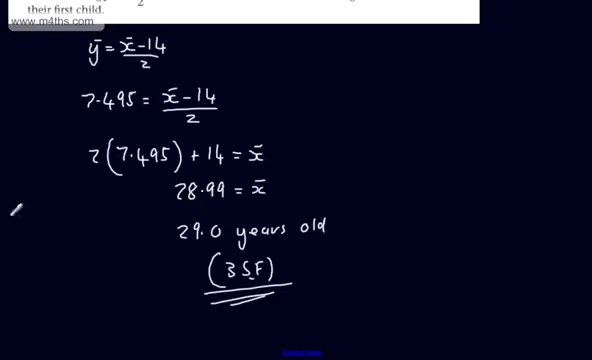 2
their first child.
www.m4ths.com
ȳ = x̄-14/2
7.495 = x̄-14/2
2(7.495) + 14 = x̄
28.99 = x̄
29.0 years old
(3 S.F)